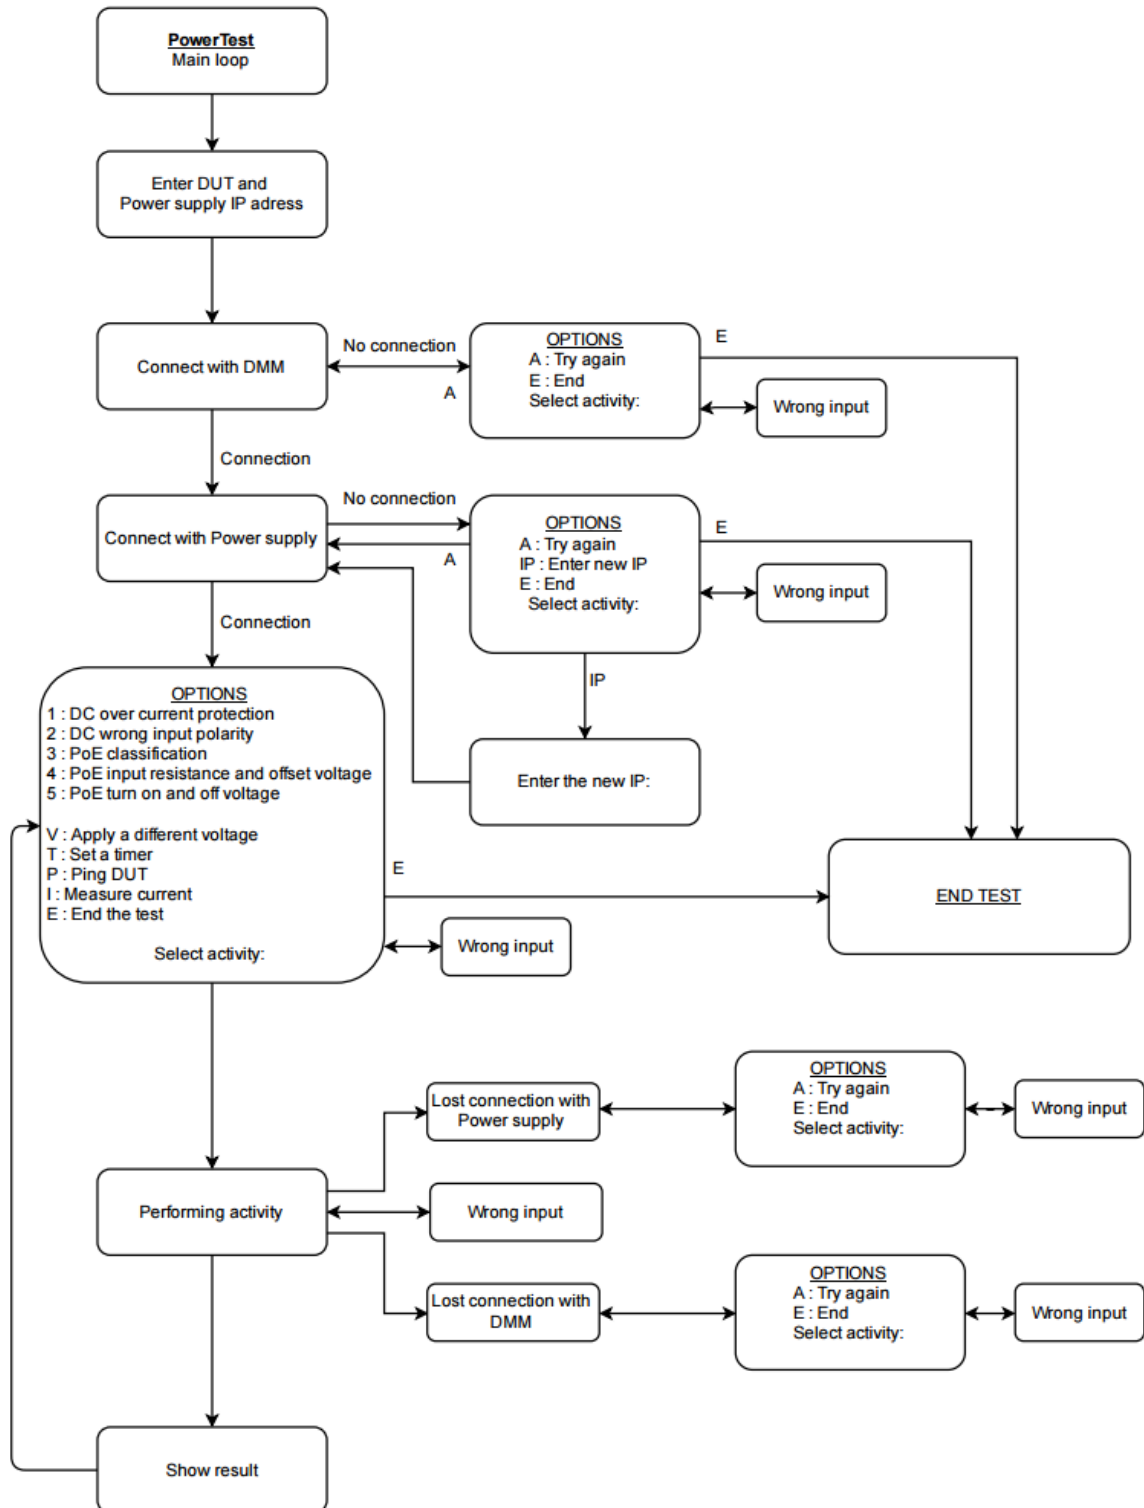 PowerTest
Main loop
Enter DUT and
Power supply IP adress
Connect with DMM
No connection
A
OPTIONS
A : Try again
E : End
Select activity:
E
Wrong input
Connection
Connect with Power supply
No connection
A
OPTIONS
A : Try again
IP : Enter new IP
E : End
Select activity:
E
Wrong input
IP
Enter the new IP:
Connection
OPTIONS
1 : DC over current protection
2 : DC wrong input polarity
3 : PoE classification
4 : PoE input resistance and offset voltage
5 : PoE turn on and off voltage
V : Apply a different voltage
T : Set a timer
P : Ping DUT
I : Measure current
E : End the test
Select activity:
E
Wrong input
END TEST
Performing activity
Lost connection with
Power supply
OPTIONS
A : Try again
E : End
Select activity:
Wrong input
Wrong input
Lost connection with
DMM
OPTIONS
A : Try again
E : End
Select activity:
Wrong input
Show result